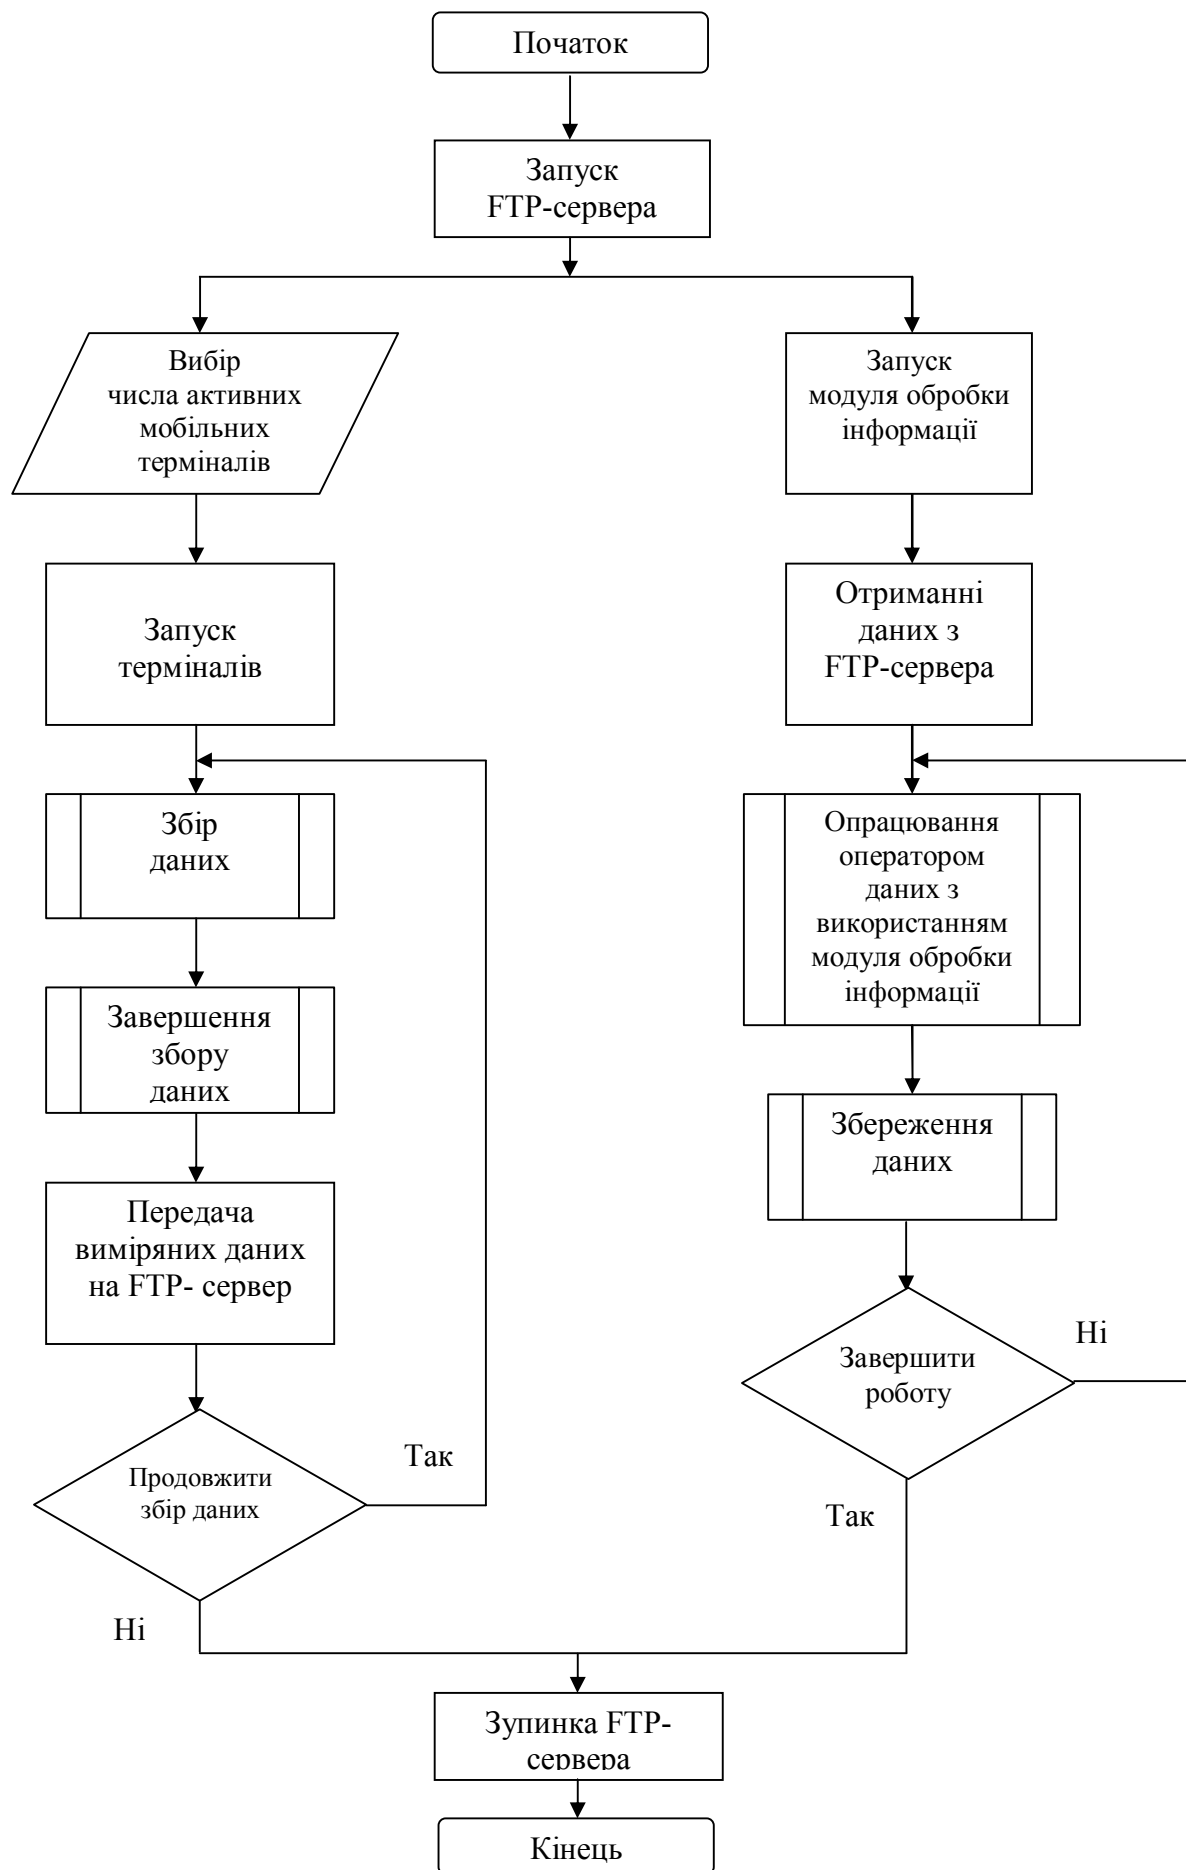 Початок
Запуск
FTP-сервера
Вибір
числа активних
мобільних
терміналів
Запуск
терміналів
Збір
даних
Завершення
збору
даних
Передача
виміряних даних
на FTP- сервер
Продовжити
збір даних
Так
Ні
Запуск
модуля обробки
інформації
Отриманні
даних з
FTP-сервера
Опрацювання
оператором
даних з
використанням
модуля обробки
інформації
Збереження
даних
Завершити
роботу
Ні
Так
Зупинка FTP-
сервера
Кінець